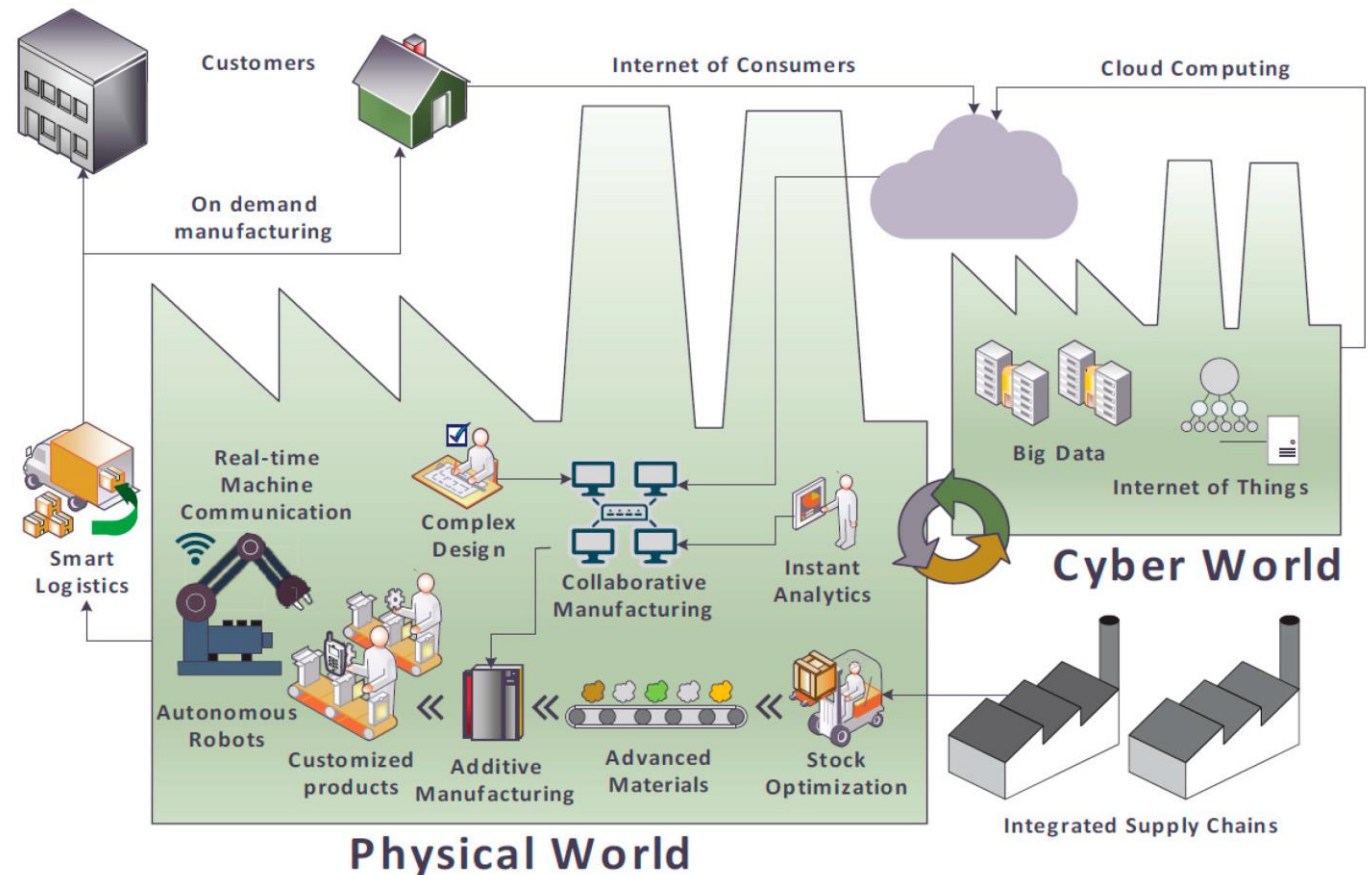 Customers
Internet of Consumers
Cloud Computing
On demand
manufacturing
Big Data
Internet of Things
Cyber World
Real-time
Machine
Communication
Complex
Design
Collaborative
Manufacturing
Instant
Analytics
Smart
Logistics
Autonomous
Robots
Customized
products
Additive
Manufacturing
Advanced
Materials
Stock
Optimization
Integrated Supply Chains
Physical World